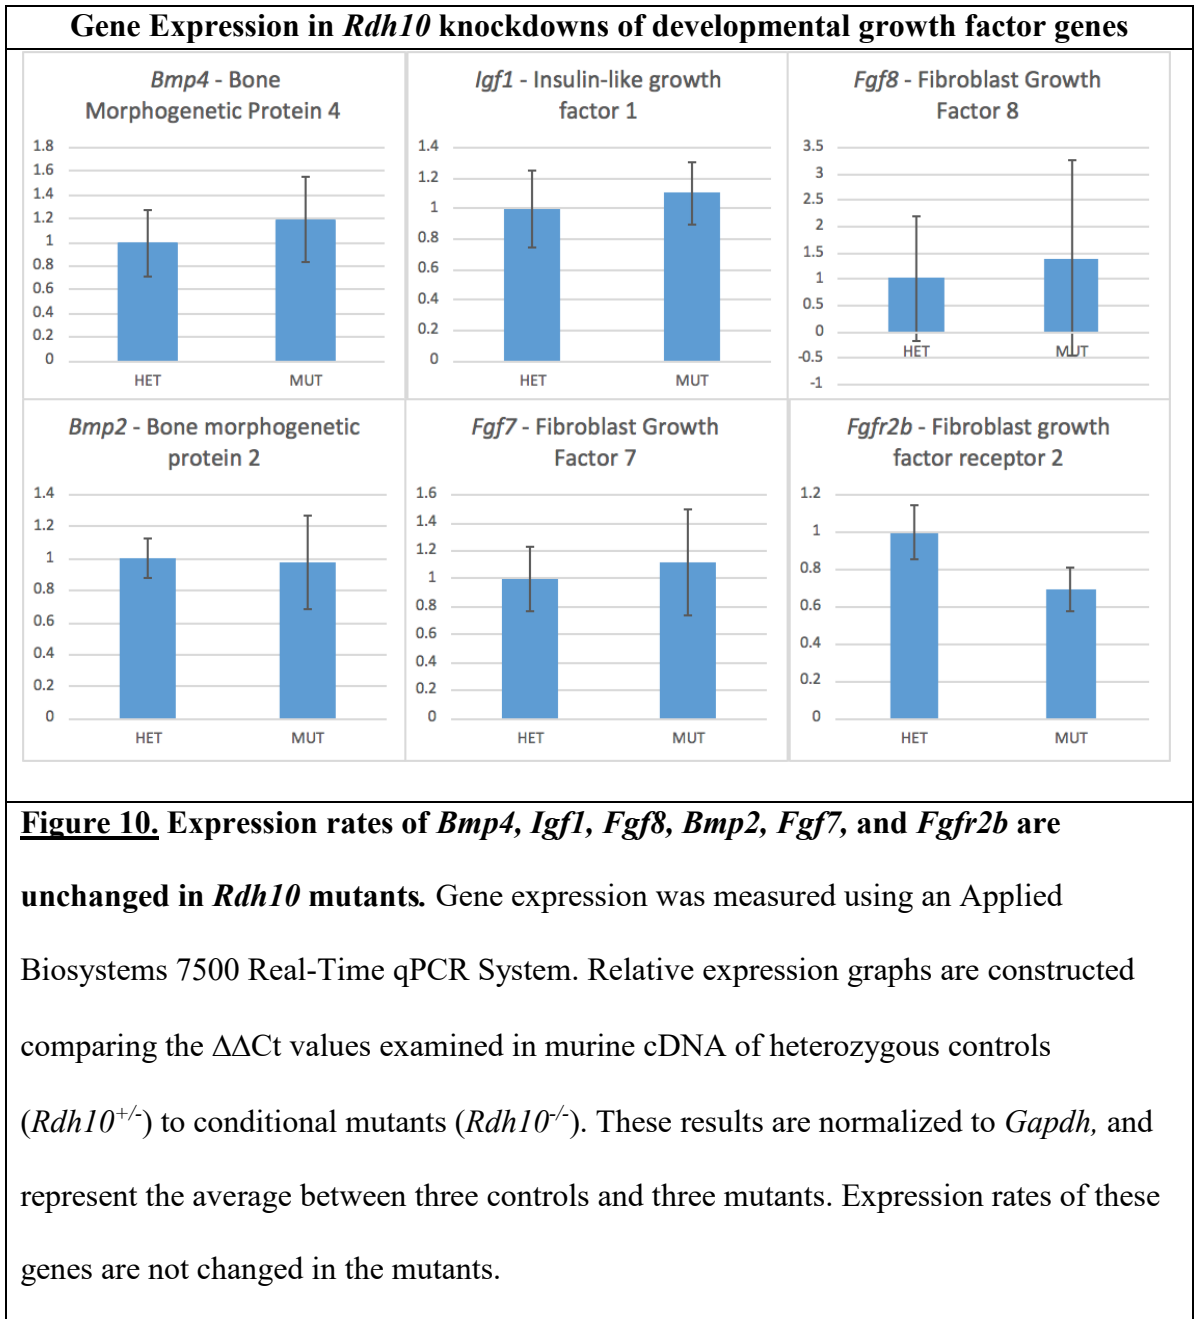 Gene Expression in Rdh10 knockdowns of developmental growth factor genes
Bmp4 - Bone
Morphogenetic Protein 4
1.8
1.6
1.4
1.2
1
0.8
0.6
0.4
0.2
0
HET MUT
Igf1 - Insulin-like growth
factor 1
1.4
1.2
1
0.8
0.6
0.4
0.2
0
HET MUT
Fgf8 - Fibroblast Growth
Factor 8
3.5
3
2.5
2
1.5
1
0.5
0
-0.5
-1
HET MUT
Bmp2 - Bone morphogenetic
protein 2
1.4
1.2
1
0.8
0.6
0.4
0.2
0
HET MUT
Fgf7 - Fibroblast Growth
Factor 7
1.6
1.4
1.2
1
0.8
0.6
0.4
0.2
0
HET MUT
Fgfr2b - Fibroblast growth
factor receptor 2
1.2
1
0.8
0.6
0.4
0.2
0
HET MUT
Figure 10. Expression rates of Bmp4, Igf1, Fgf8, Bmp2, Fgf7, and Fgfr2b are
unchanged in Rdh10 mutants. Gene expression was measured using an Applied
Biosystems 7500 Real-Time qPCR System. Relative expression graphs are constructed
comparing the ΔΔCt values examined in murine cDNA of heterozygous controls
(Rdh10+/-) to conditional mutants (Rdh10-/-). These results are normalized to Gapdh, and
represent the average between three controls and three mutants. Expression rates of these
genes are not changed in the mutants.